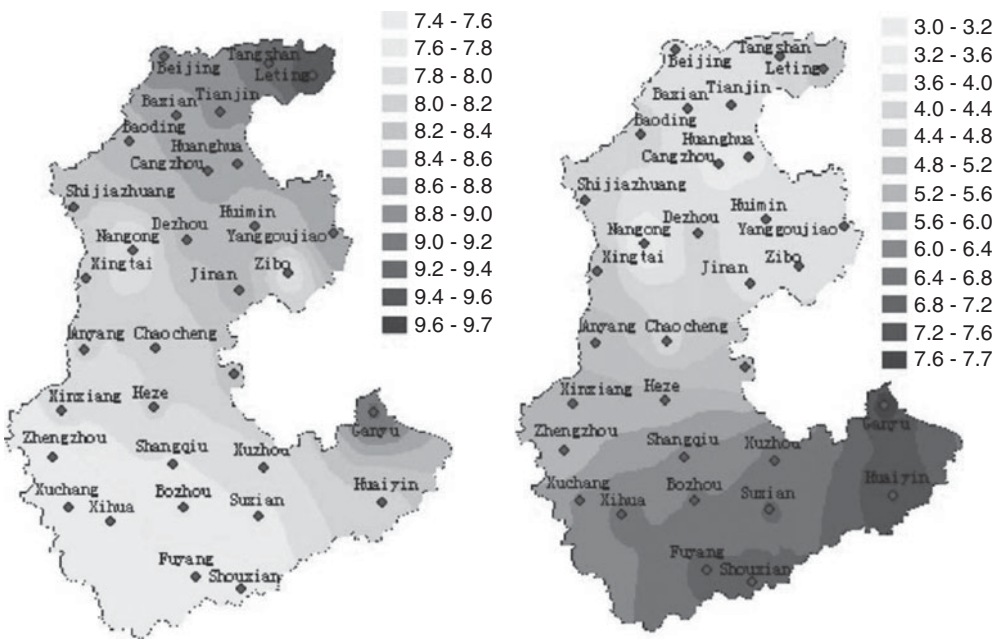 7.4 - 7.6
7.6 - 7.8
7.8 - 8.0
8.0 - 8.2
8.2 - 8.4
8.4 - 8.6
8.6 - 8.8
8.8 - 9.0
9.0 - 9.2
9.2 - 9.4
9.4 - 9.6
9.6 - 9.7
Tangshan
Beijing
Leting
Baxian
Tianjin
Baoding
Huanghua
Cangzhou
Shijiazhuang
Dezhou
Huimin
Nangong
Yanggoujiao
Xingtai
Jinan
Zibo
Anyang
Chaocheng
Xinxiang
Heze
Ganyu
Zhengzhou
Shangqiu
Xuzhou
Xuchang
Xihua
Bozhou
Suxian
Huaiyin
Fuyang
Shouxian
3.0 - 3.2
3.2 - 3.6
3.6 - 4.0
4.0 - 4.4
4.4 - 4.8
4.8 - 5.2
5.2 - 5.6
5.6 - 6.0
6.0 - 6.4
6.4 - 6.8
6.8 - 7.2
7.2 - 7.6
7.6 - 7.7
Tangshan
Beijing
Leting
Baxian
Tianjin
Baoding
Huanghua
Cangzhou
Shijiazhuang
Dezhou
Huimin
Nangong
Yanggoujiao
Xingtai
Jinan
Zibo
Anyang
Chaocheng
Xinxiang
Heze
Ganyu
Zhengzhou
Shangqiu
Xuzhou
Xuchang
Xihua
Bozhou
Suxian
Huaiyin
Fuyang
Shouxian